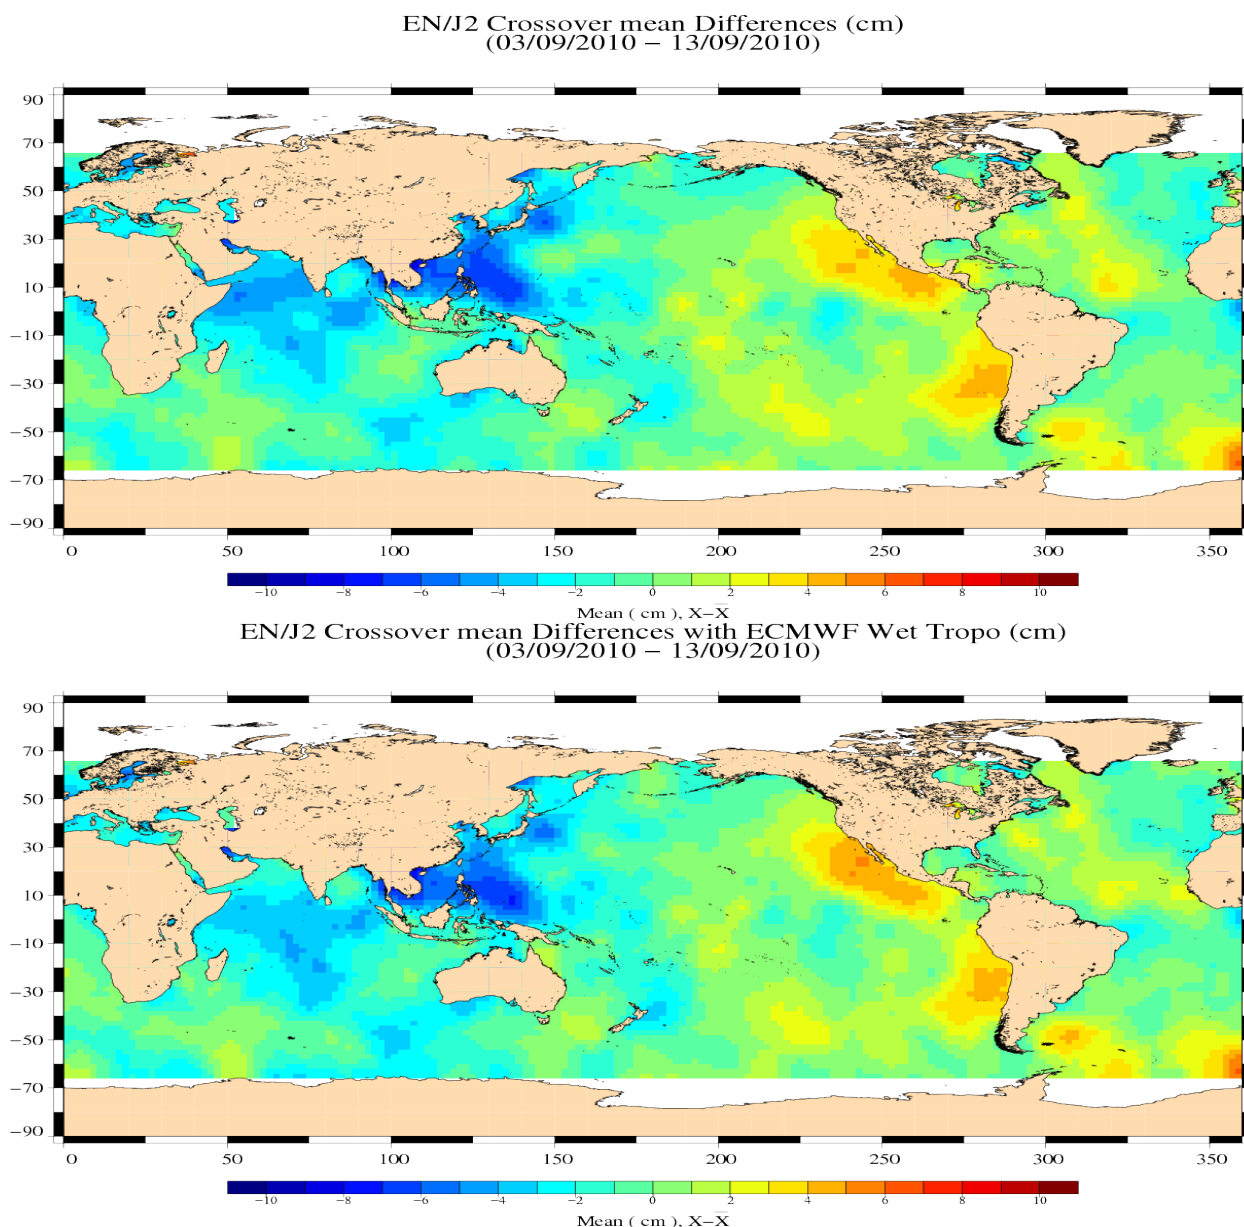 EN/J2 Crossover mean Differences (cm)
(03/09/2010 − 13/09/2010)
90
70
50
30
10
−10
−30
−50
−70
−90
0 50 100 150 200 250 300 350
−10 −8 −6 −4 −2 0 2 4 6 8 10
Mean ( cm ), X−X̅
EN/J2 Crossover mean Differences with ECMWF Wet Tropo (cm)
(03/09/2010 − 13/09/2010)
90
70
50
30
10
−10
−30
−50
−70
−90
0 50 100 150 200 250 300 350
−10 −8 −6 −4 −2 0 2 4 6 8 10
Mean ( cm ), X−X̅